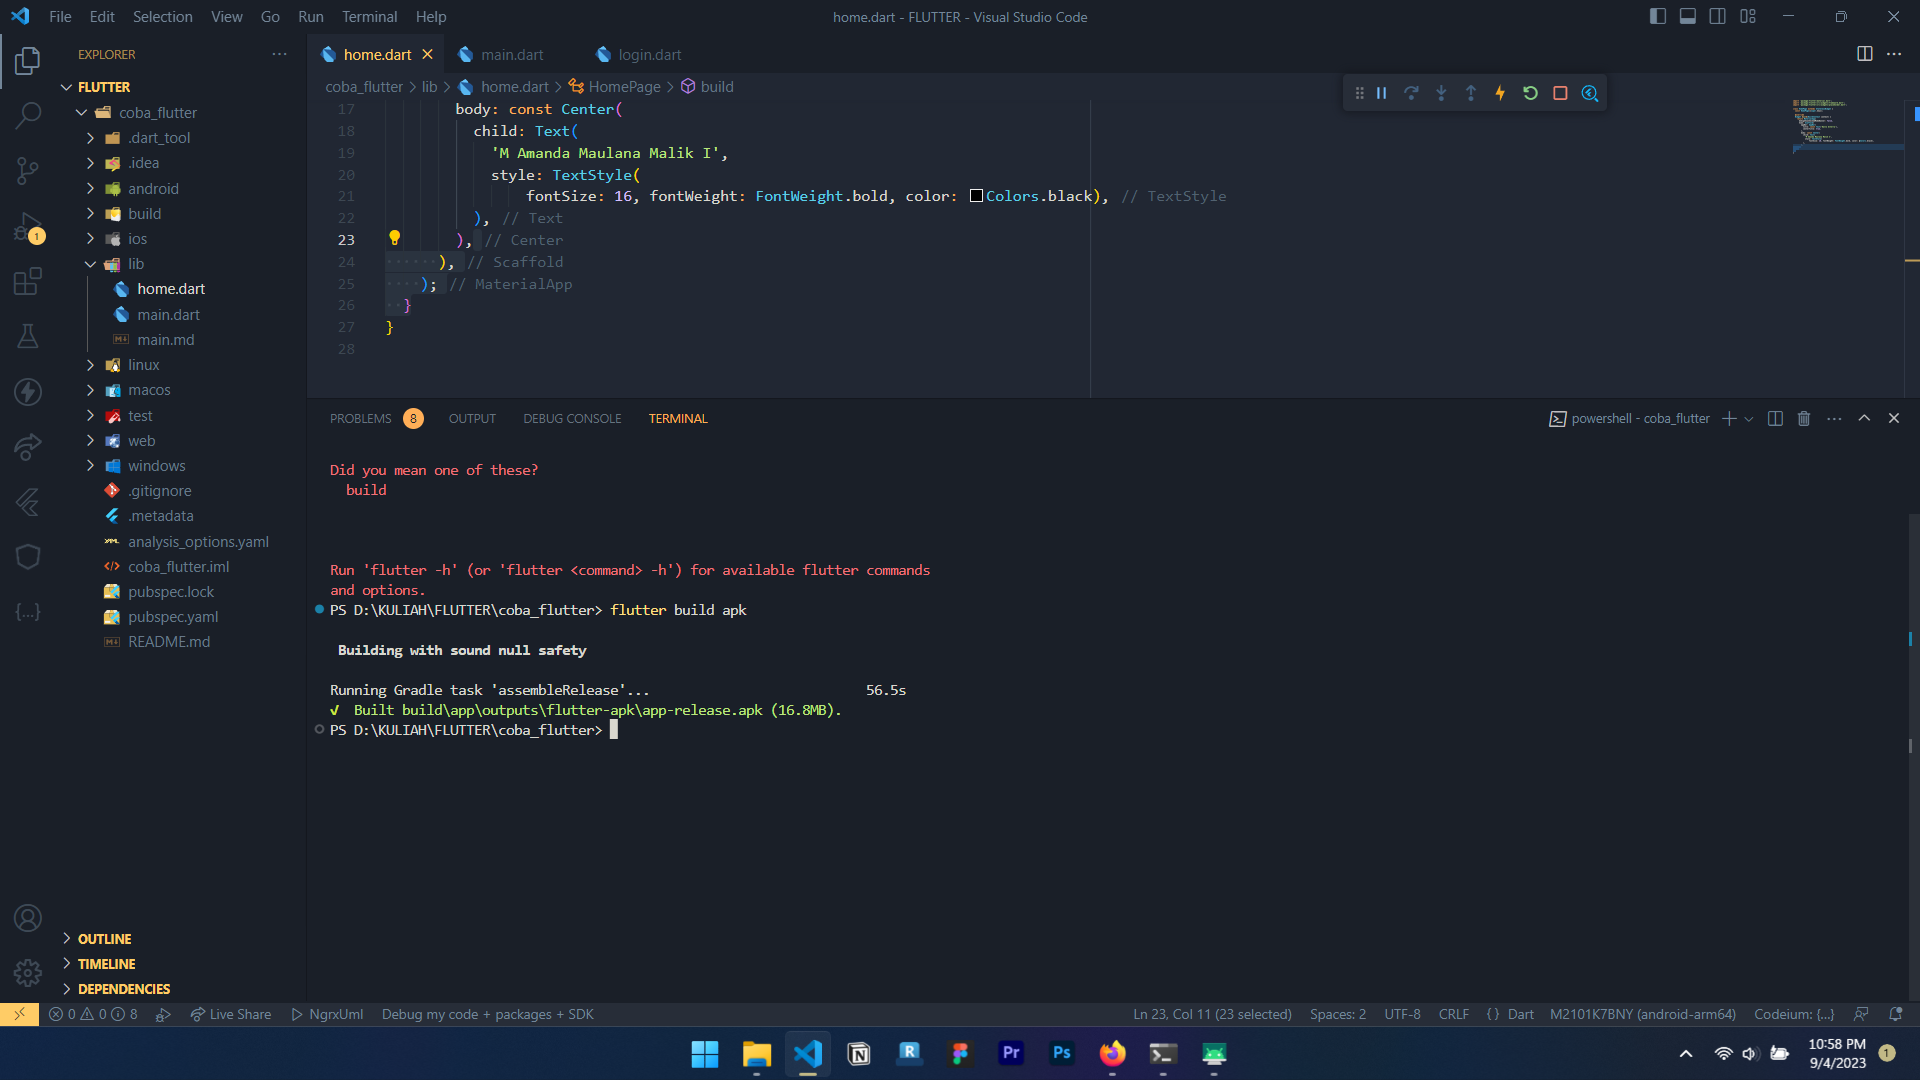 File Edit Selection View Go Run Terminal Help
home.dart - FLUTTER - Visual Studio Code
EXPLORER
home.dart
main.dart
login.dart
FLUTTER
coba_flutter > lib > home.dart > HomePage > build
coba_flutter
.dart_tool
.idea
android
build
ios
lib
home.dart
main.dart
main.md
linux
macos
test
web
windows
.gitignore
.metadata
analysis_options.yaml
coba_flutter.iml
pubspec.lock
pubspec.yaml
README.md
OUTLINE
TIMELINE
DEPENDENCIES
1
17 body: const Center(
18 child: Text(
19 'M Amanda Maulana Malik I',
20 style: TextStyle(
21 fontSize: 16, fontWeight: FontWeight.bold, color: Colors.black), // TextStyle
22 ), // Text
23 ), // Center
24 ), // Scaffold
25 ); // MaterialApp
26 }
27 }
28
PROBLEMS 8 OUTPUT DEBUG CONSOLE TERMINAL
powershell - coba_flutter
Did you mean one of these?
build
Run 'flutter -h' (or 'flutter <command> -h') for available flutter commands
and options.
PS D:\KULIAH\FLUTTER\coba_flutter> flutter build apk
Building with sound null safety
Running Gradle task 'assembleRelease'... 56.5s
✓ Built build\app\outputs\flutter-apk\app-release.apk (16.8MB).
PS D:\KULIAH\FLUTTER\coba_flutter>
0 0 8 Live Share NgrxUml Debug my code + packages + SDK
Ln 23, Col 11 (23 selected) Spaces: 2 UTF-8 CRLF { } Dart M2101K7BNY (android-arm64) Codeium: {...}
N R Pr Ps
10:58 PM
9/4/2023
1